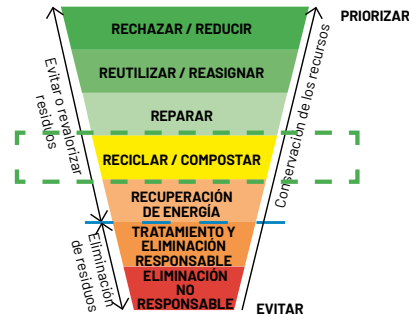 PRIORIZAR
RECHAZAR / REDUCIR
REUTILIZAR / REASIGNAR
REPARAR
RECICLAR / COMPOSTAR
RECUPERACIÓN
DE ENERGÍA
TRATAMIENTO Y
ELIMINACIÓN
RESPONSABLE
ELIMINACIÓN
NO
RESPONSABLE
EVITAR
Evitar o revalorizar
residuos
Eliminación
de residuos
Conservación de los recursos